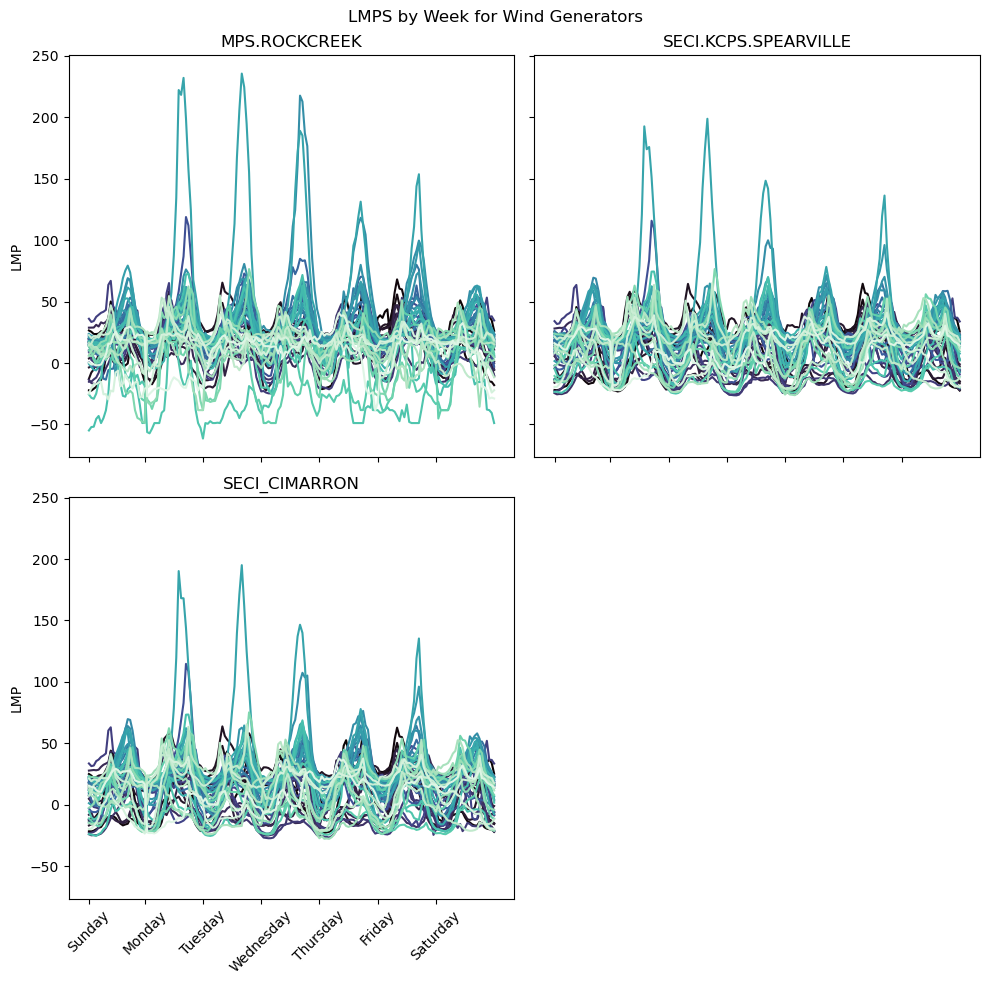 LMPS by Week for Wind Generators
MPS.ROCKCREEK
SECI.KCPS.SPEARVILLE
250
200
150
100
50
0
−50
LMP
SECI_CIMARRON
250
200
150
100
50
0
−50
LMP
Sunday
Monday
Tuesday
Wednesday
Thursday
Friday
Saturday